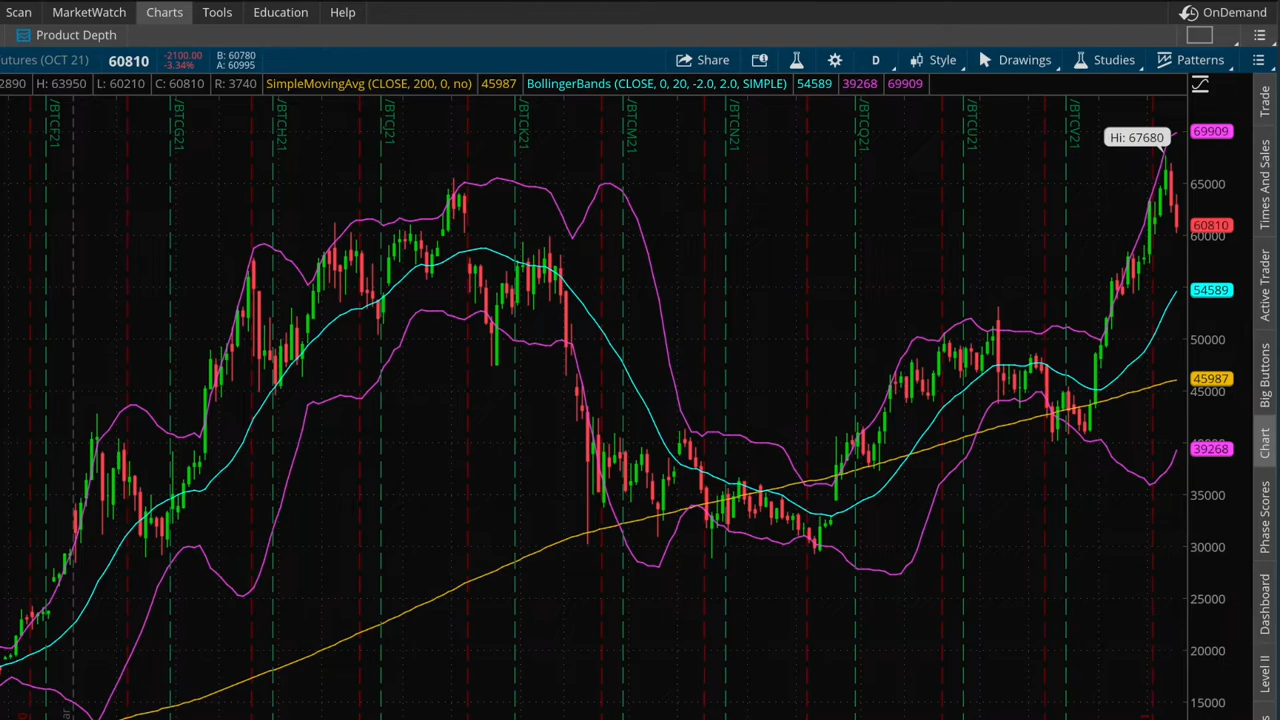 Scan MarketWatch Charts Tools Education Help OnDemand
Product Depth
utures (OCT 21) 60810 -2100.00 B: 60780 Share D Style Drawings Studies Patterns
-3.34% A: 60995
2890 H: 63950 L: 60210 C: 60810 R: 3740 SimpleMovingAvg (CLOSE, 200, 0, no) 45987 BollingerBands (CLOSE, 0, 20, -2.0, 2.0, SIMPLE) 54589 39268 69909
/BTCF21 /BTCG21 /BTCH21 /BTCJ21 /BTCK21 /BTCM21 /BTCN21 /BTCQ21 /BTCU21 /BTCV21
Hi: 67680
69909
65000
60810
60000
54589
50000
45987
45000
40000
39268
35000
30000
25000
20000
15000
Trade
Times And Sales
Active Trader
Big Buttons
Chart
Phase Scores
Dashboard
Level II